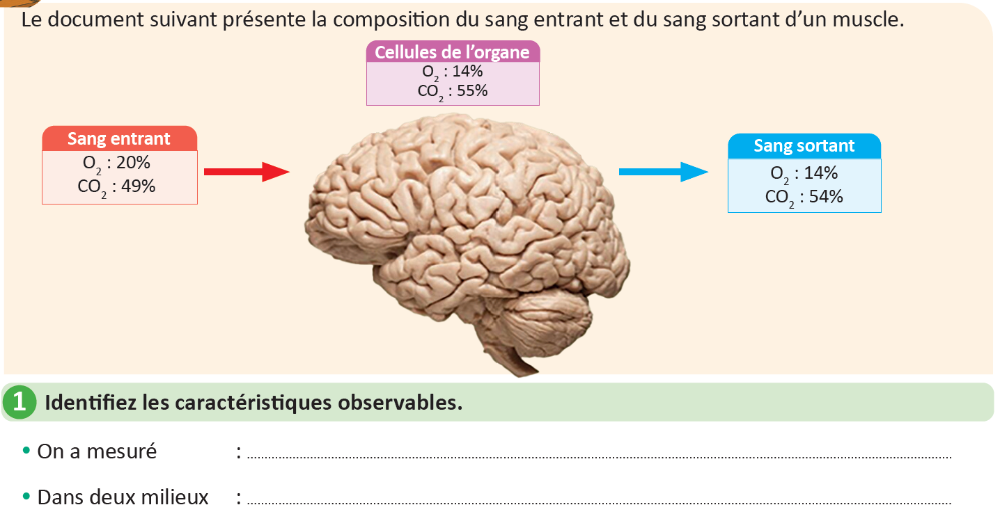 Le document suivant présente la composition du sang entrant et du sang sortant d’un muscle.
Cellules de l’organe
O₂ : 14%
CO₂ : 55%
Sang entrant
O₂ : 20%
CO₂ : 49%
Sang sortant
O₂ : 14%
CO₂ : 54%
1 Identifiez les caractéristiques observables.
• On a mesuré : ........................................
• Dans deux milieux : ........................................